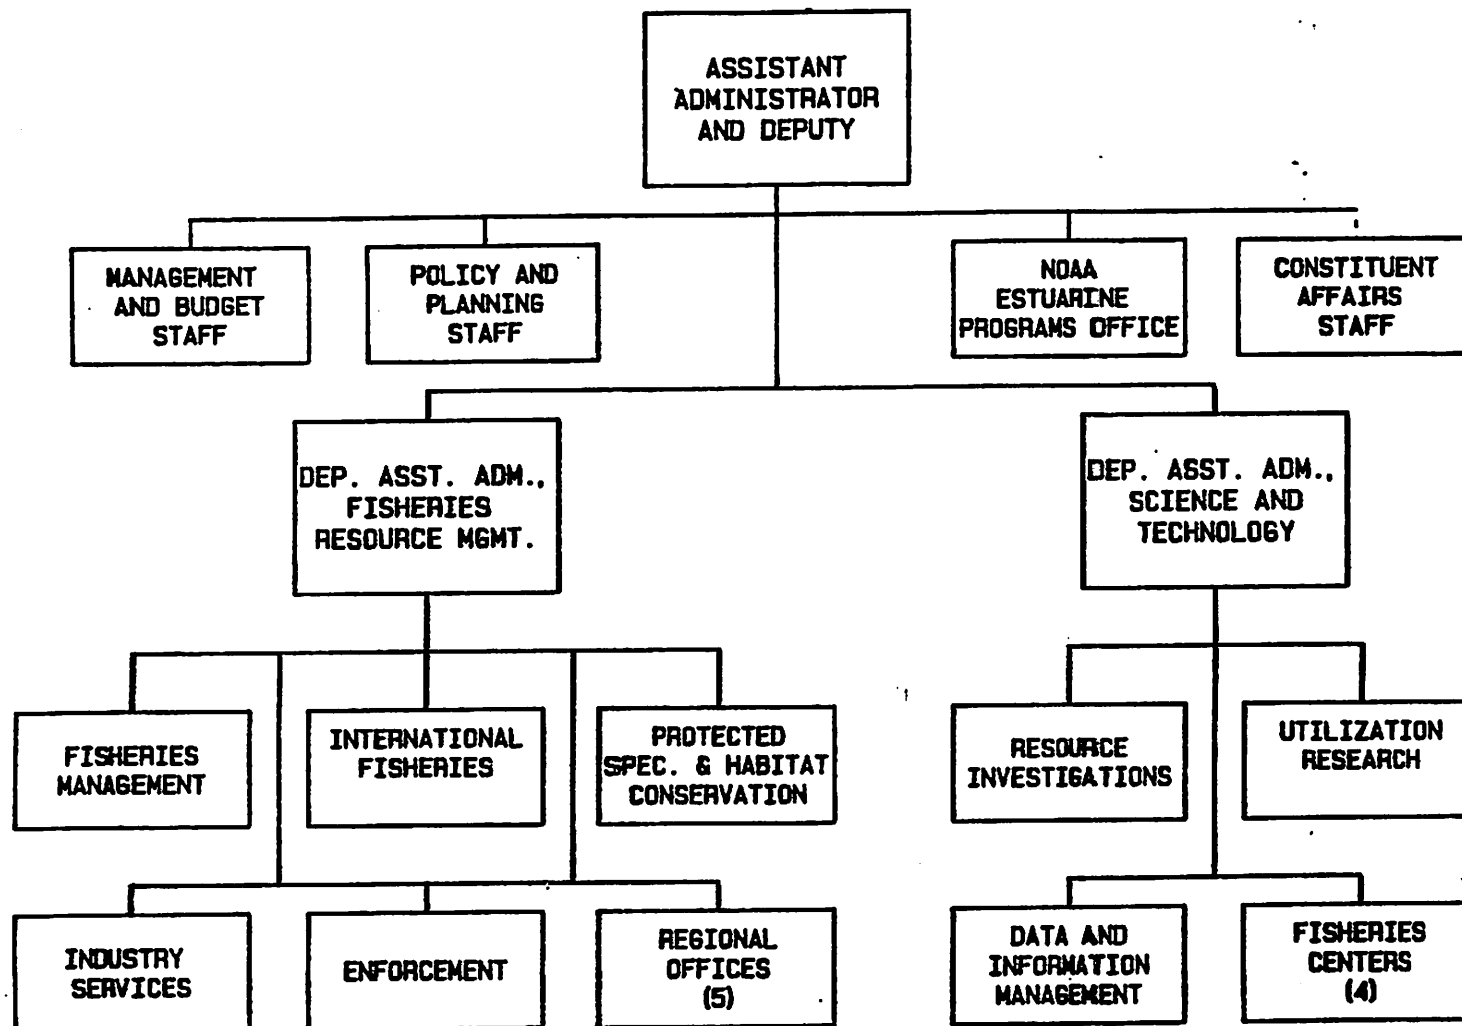 ASSISTANT
ADMINISTRATOR
AND DEPUTY
MANAGEMENT
AND BUDGET
STAFF
POLICY AND
PLANNING
STAFF
NOAA
ESTUARINE
PROGRAMS OFFICE
CONSTITUENT
AFFAIRS
STAFF
DEP. ASST. ADM.,
FISHERIES
RESOURCE MGMT.
DEP. ASST. ADM.,
SCIENCE AND
TECHNOLOGY
FISHERIES
MANAGEMENT
INTERNATIONAL
FISHERIES
PROTECTED
SPEC. & HABITAT
CONSERVATION
RESOURCE
INVESTIGATIONS
UTILIZATION
RESEARCH
INDUSTRY
SERVICES
ENFORCEMENT
REGIONAL
OFFICES
(5)
DATA AND
INFORMATION
MANAGEMENT
FISHERIES
CENTERS
(4)